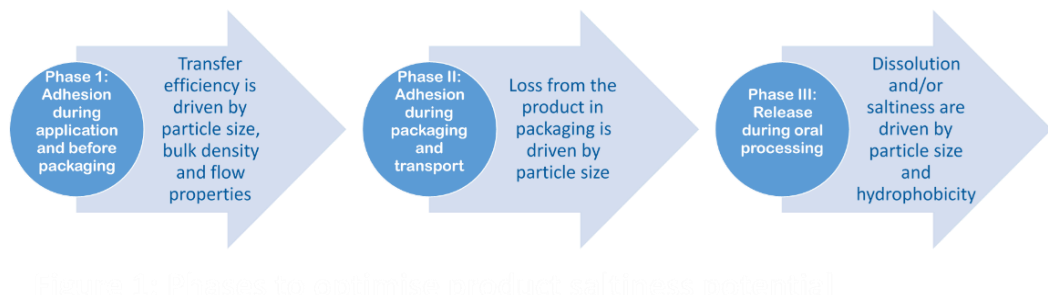 Phase 1:
Adhesion
during
application
and before
packaging
Transfer
efficiency is
driven by
particle size,
bulk density
and flow
properties
Phase II:
Adhesion
during
packaging
and
transport
Loss from the
product in
packaging is
driven by
particle size
Phase III:
Release
during oral
processing
Dissolution
and/or
saltiness are
driven by
particle size
and
hydrophobicity